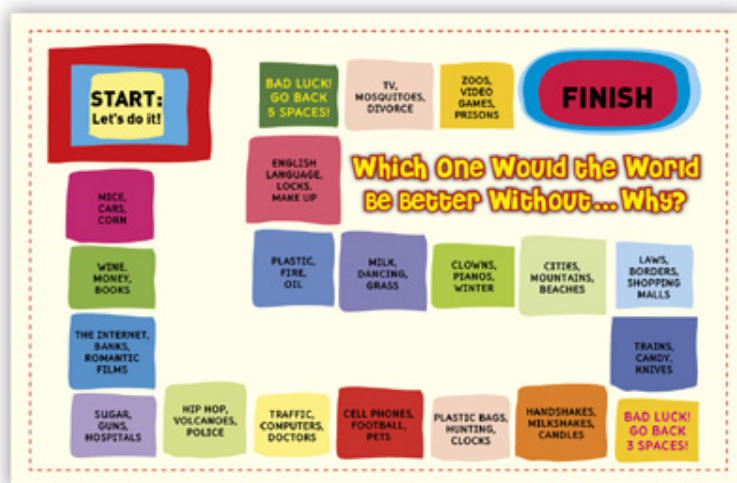 START:
Let's do it!
BAD LUCK!
GO BACK
5 SPACES!
TV,
MOSQUITOES,
DIVORCE
ZOOS,
VIDEO
GAMES,
PRISONS
FINISH
Which One Would the World
Be Better Without... Why?
ENGLISH
LANGUAGE,
LOCKS,
MAKE UP
MICE,
CARS,
CORN
WINE,
MONEY,
BOOKS
PLASTIC,
FIRE,
OIL
MILK,
DANCING,
GRASS
CLOWNS,
PIANOS,
WINTER
CITIES,
MOUNTAINS,
BEACHES
LAWS,
BORDERS,
SHOPPING
MALLS
THE INTERNET,
BANKS,
ROMANTIC
FILMS
TRAINS,
CANDY,
KNIVES
SUGAR,
GUNS,
HOSPITALS
HIP HOP,
VOLCANOES,
POLICE
TRAFFIC,
COMPUTERS,
DOCTORS
CELL PHONES,
FOOTBALL,
PETS
PLASTIC BAGS,
HUNTING,
CLOCKS
HANDSHAKES,
MILKSHAKES,
CANDLES
BAD LUCK!
GO BACK
3 SPACES!